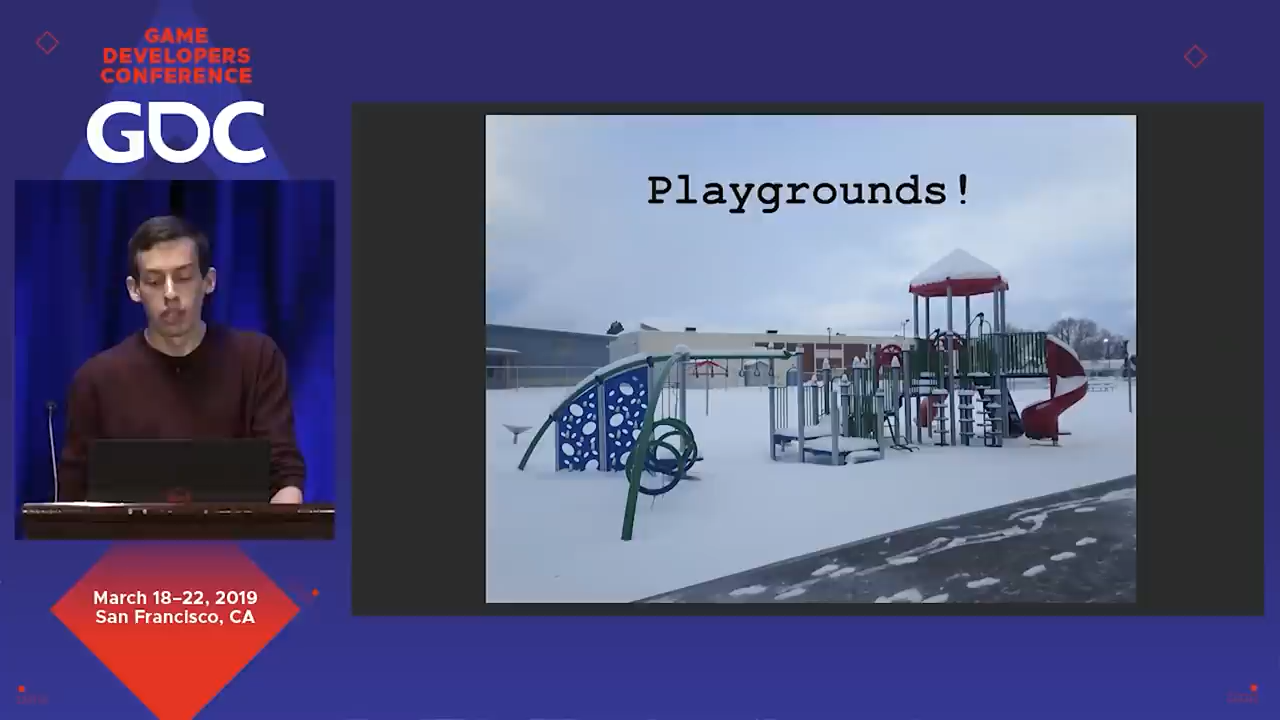 GAME
DEVELOPERS
CONFERENCE
GDC
Playgrounds!
March 18–22, 2019
San Francisco, CA